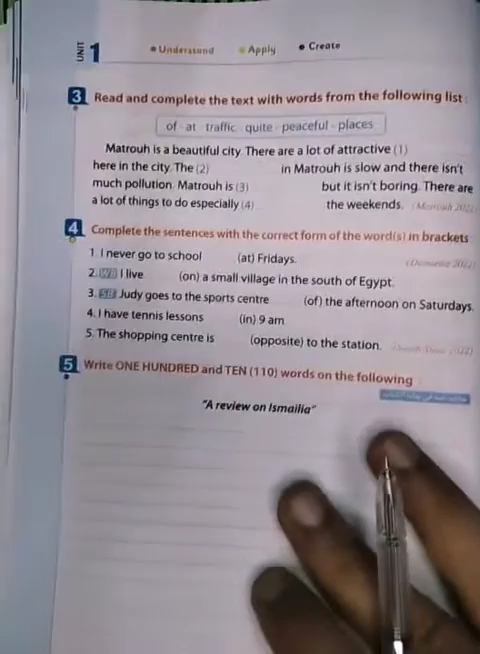 UNIT 1
Understand Apply Create
3 Read and complete the text with words from the following list :
of - at - traffic - quite - peaceful - places
Matrouh is a beautiful city. There are a lot of attractive (1)
here in the city. The (2) in Matrouh is slow and there isn't
much pollution. Matrouh is (3) but it isn't boring. There are
a lot of things to do especially (4) the weekends. (Matrouh 2022)
4 Complete the sentences with the correct form of the word(s) in brackets
1. I never go to school (at) Fridays. (Damietta 2022)
2. WB I live (on) a small village in the south of Egypt.
3. SB Judy goes to the sports centre (of) the afternoon on Saturdays.
4. I have tennis lessons (in) 9 am
5. The shopping centre is (opposite) to the station. 2022)
5 Write ONE HUNDRED and TEN (110) words on the following
"A review on Ismailia"